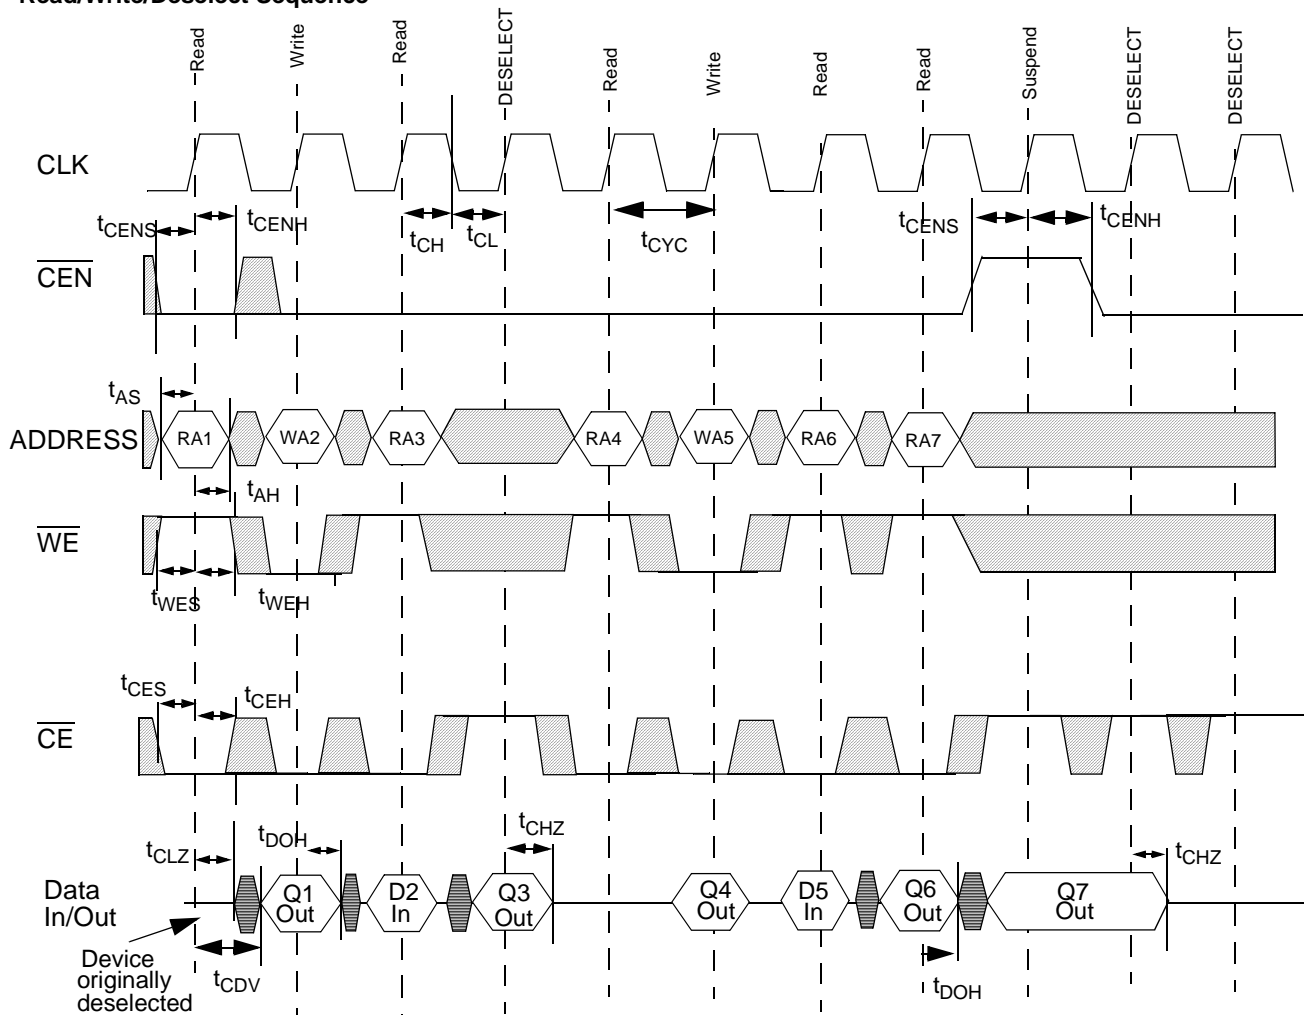 Read/Write/Deselect Sequence
Read
Write
Read
DESELECT
Read
Write
Read
Read
Suspend
DESELECT
DESELECT
CLK
tCENS
tCENH
tCH
tCL
tCYC
tCENS
tCENH
CEN
tAS
ADDRESS
RA1
WA2
RA3
RA4
WA5
RA6
RA7
tAH
WE
tWES
tWEH
tCES
tCEH
CE
tCLZ
tDOH
tCHZ
tCHZ
Data
In/Out
Q1
Out
D2
In
Q3
Out
Q4
Out
D5
In
Q6
Out
Q7
Out
Device
originally
deselected
tCDV
tDOH